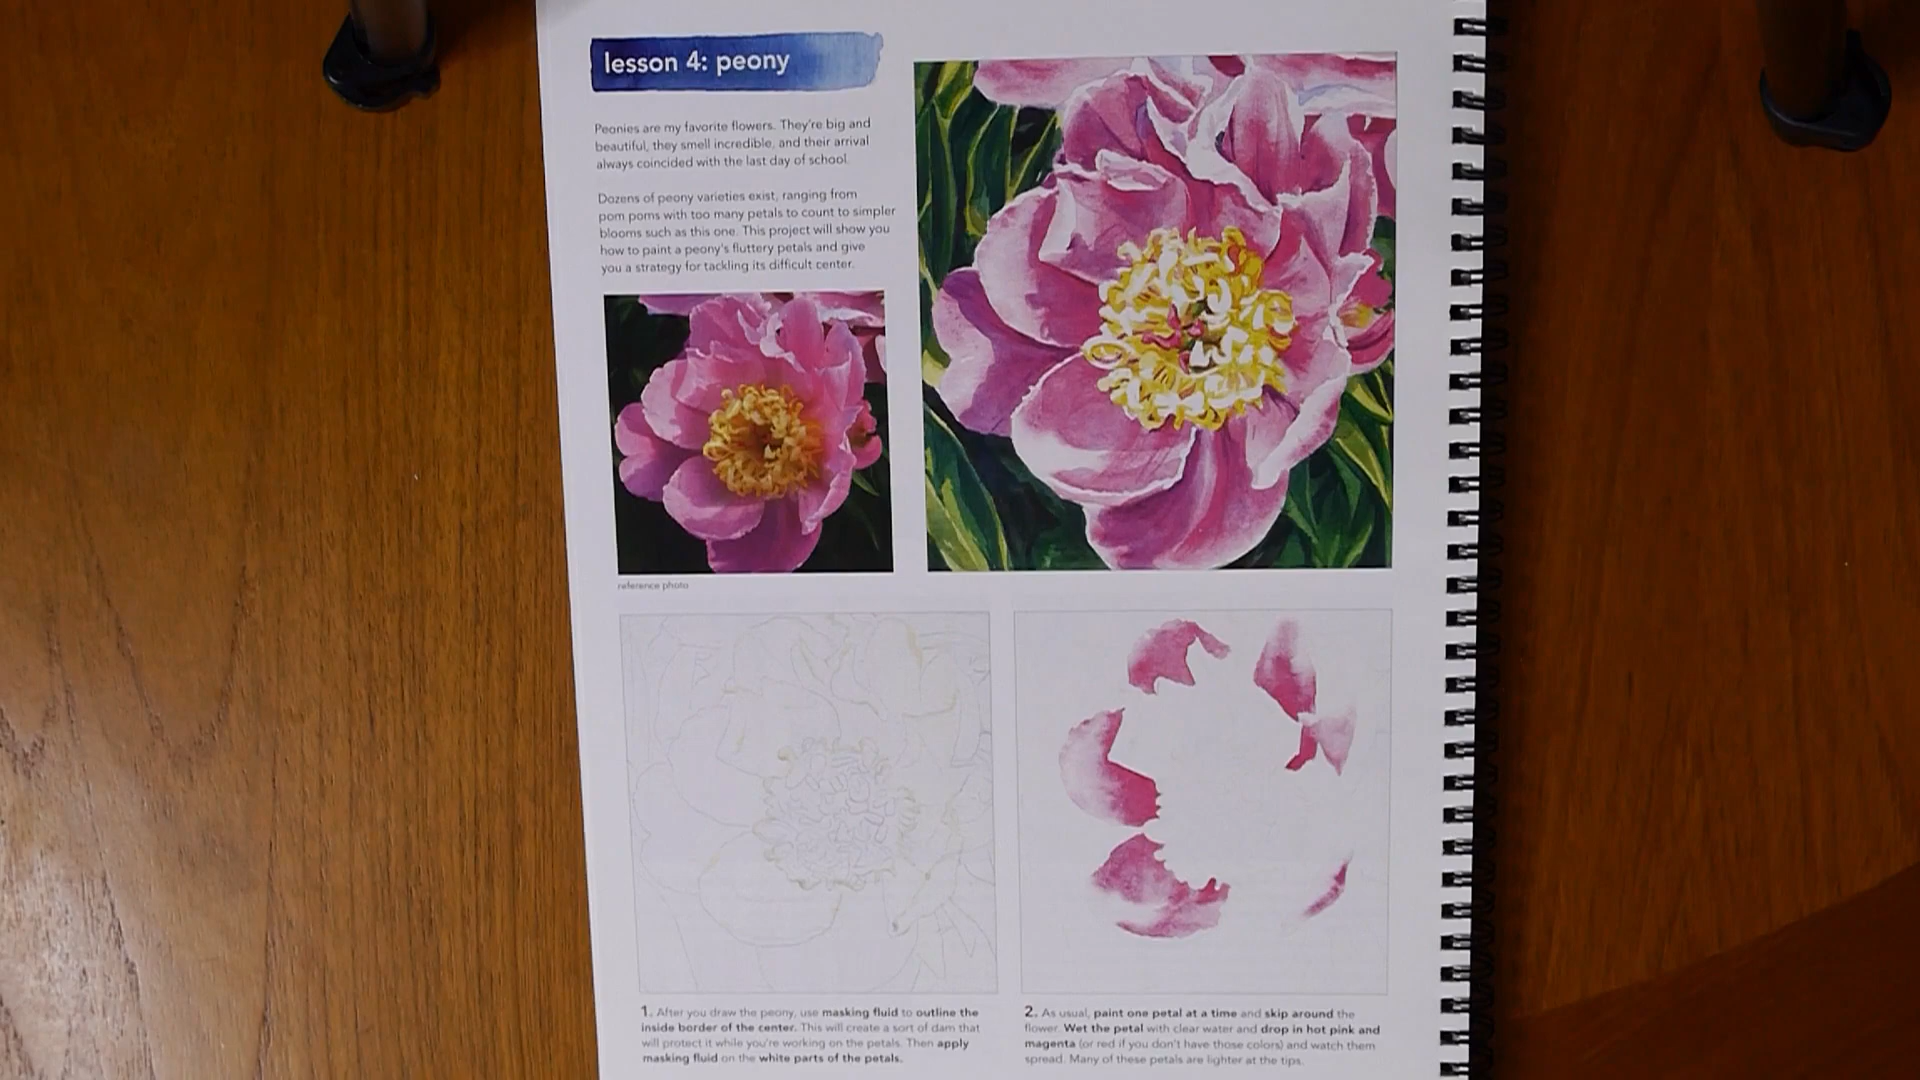 lesson 4: peony
Peonies are my favorite flowers. They're big and
beautiful, they smell incredible, and their arrival
always coincided with the last day of school.
Dozens of peony varieties exist, ranging from
pom poms with too many petals to count to simpler
blooms such as this one. This project will show you
how to paint a peony's fluttery petals and give
you a strategy for tackling its difficult center.
reference photo
1. After you draw the peony, use masking fluid to outline the
inside border of the center. This will create a sort of dam that
will protect it while you're working on the petals. Then apply
masking fluid on the white parts of the petals.
2. As usual, paint one petal at a time and skip around the
flower. Wet the petal with clear water and drop in hot pink and
magenta (or red if you don't have those colors) and watch them
spread. Many of these petals are lighter at the tips.